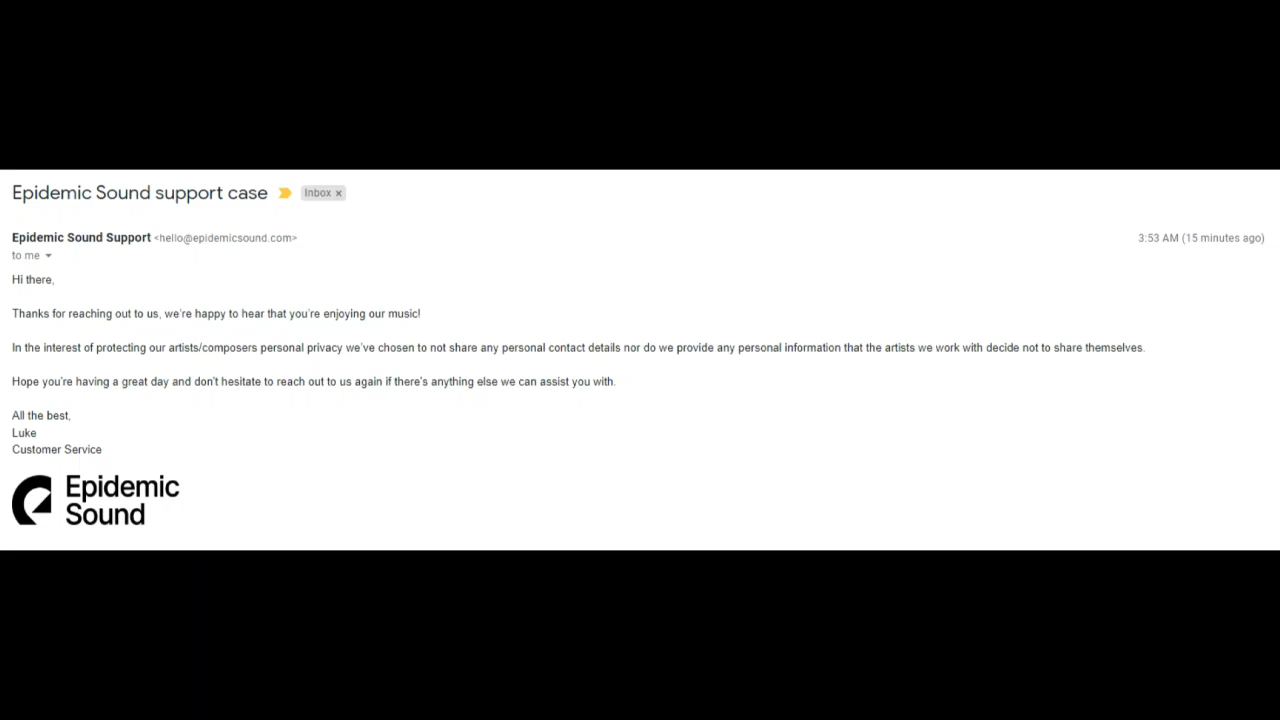 Epidemic Sound support case Inbox x
Epidemic Sound Support <hello@epidemicsound.com> 3:53 AM (15 minutes ago)
to me
Hi there,
Thanks for reaching out to us, we're happy to hear that you're enjoying our music!
In the interest of protecting our artists/composers personal privacy we've chosen to not share any personal contact details nor do we provide any personal information that the artists we work with decide not to share themselves.
Hope you're having a great day and don't hesitate to reach out to us again if there's anything else we can assist you with.
All the best,
Luke
Customer Service
Epidemic
Sound